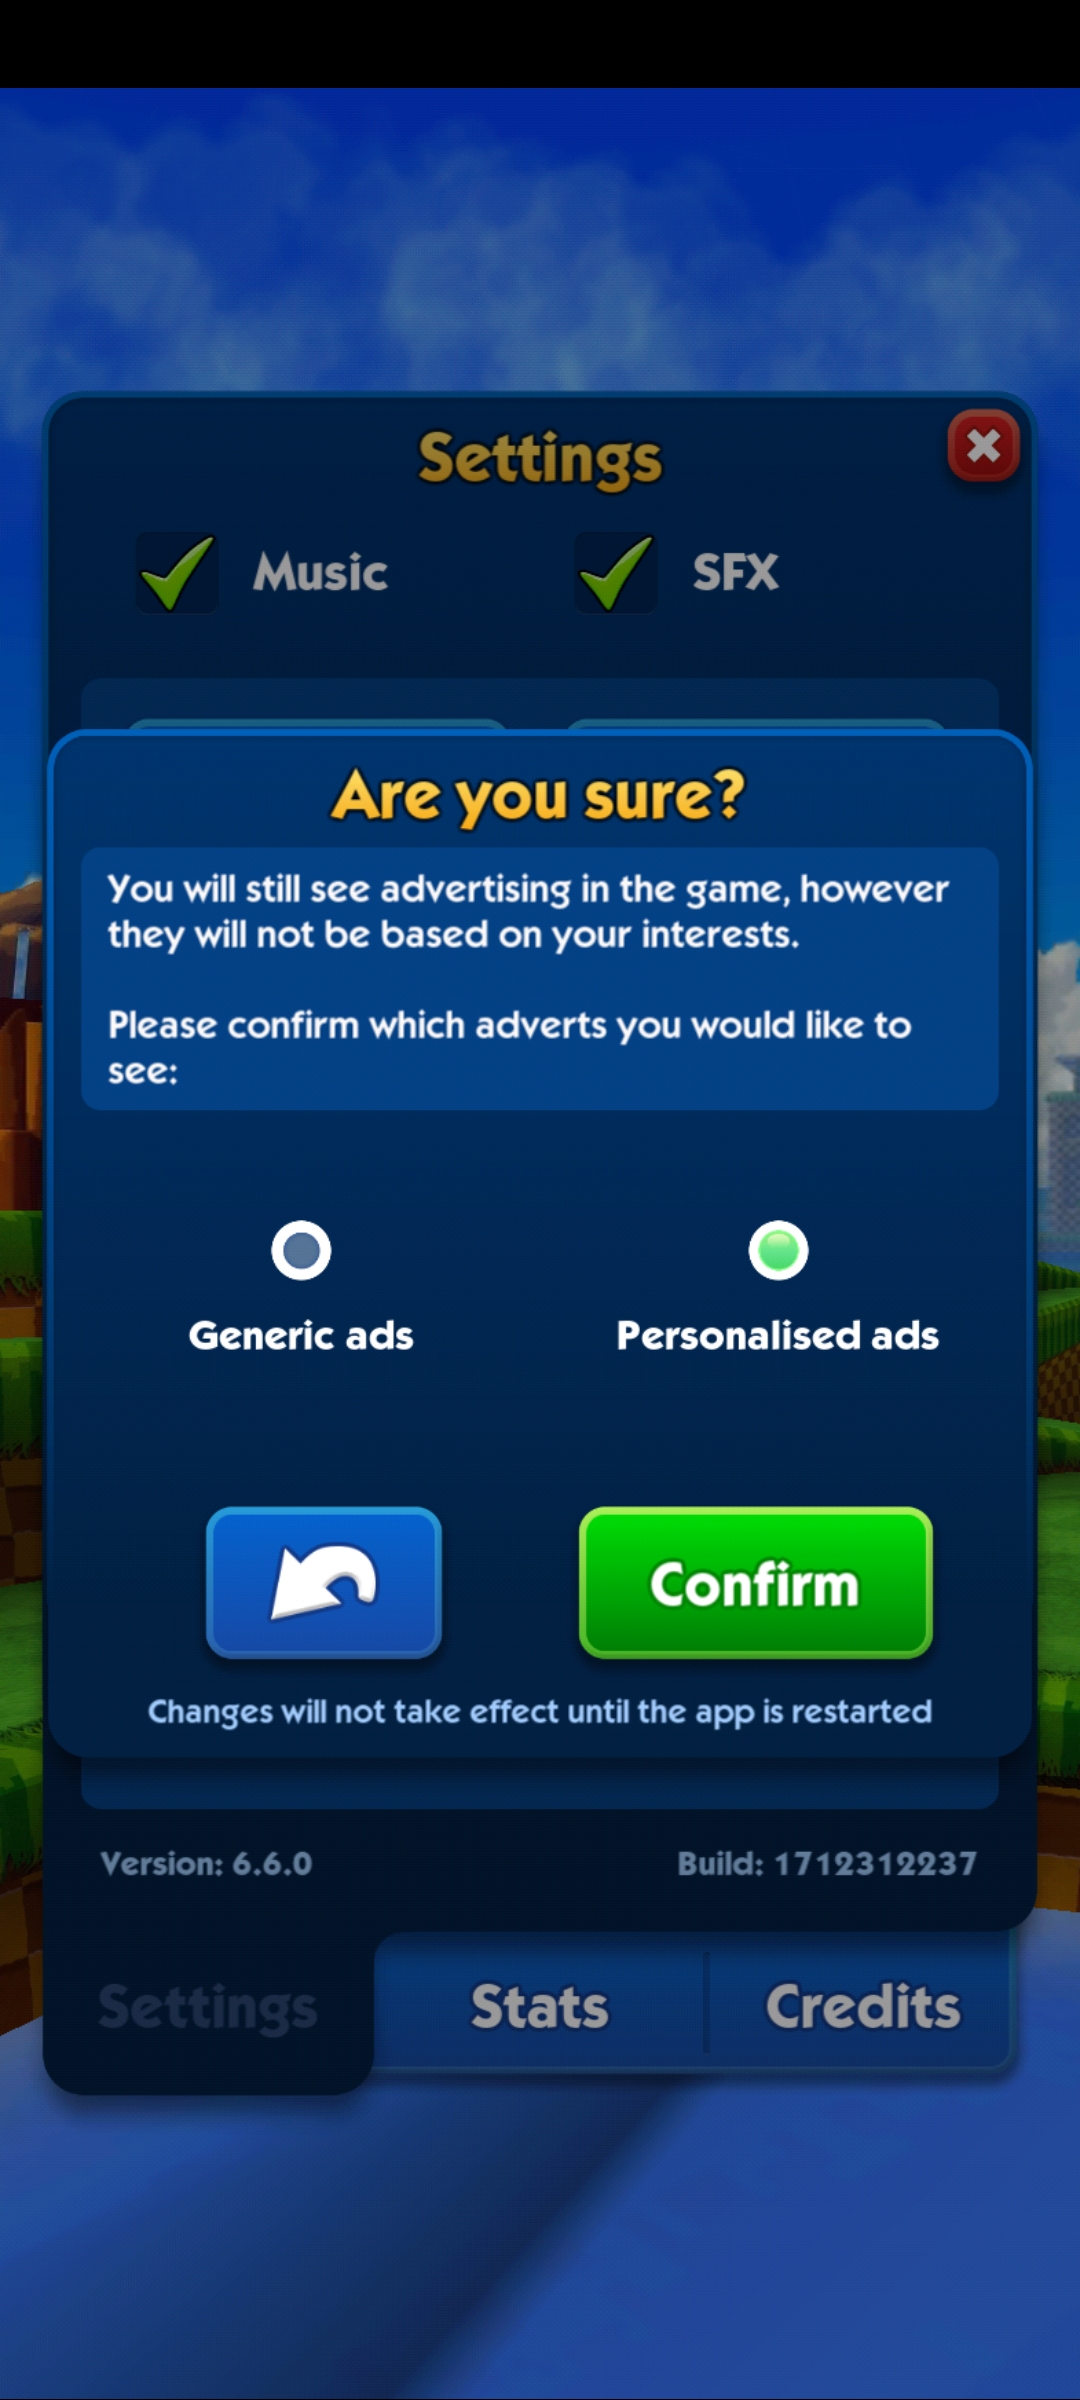 Settings
Music
SFX
Are you sure?
You will still see advertising in the game, however
they will not be based on your interests.
Please confirm which adverts you would like to
see:
Generic ads
Personalised ads
Confirm
Changes will not take effect until the app is restarted
Version: 6.6.0
Build: 1712312237
Settings
Stats
Credits